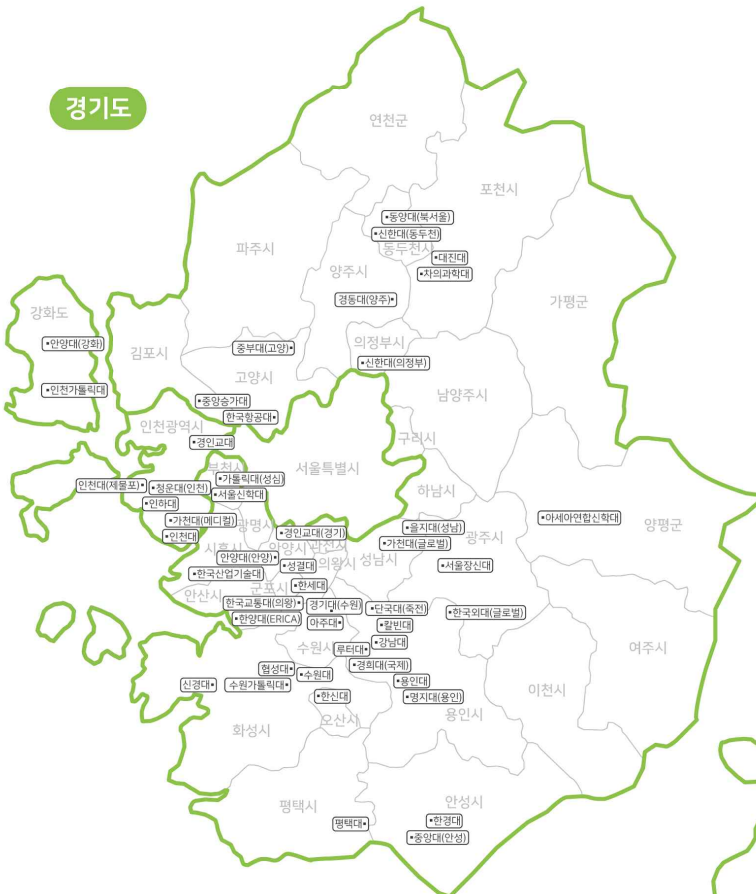 경기도
연천군
포천시
•동양대(북서울)
•신한대(동두천)
동두천시
파주시
•대진대
양주시
•차의과학대
경동대(양주)•
가평군
강화도
•안양대(강화)
의정부시
중부대(고양)•
김포시
•신한대(의정부)
고양시
•인천가톨릭대
남양주시
•중앙승가대
한국항공대•
인천광역시
•경인교대
구리시
서울특별시
부천시
•가톨릭대(성심)
인천대(제물포)•
•청운대(인천)
하남시
•서울신학대
•인하대
•가천대(메디컬)
광명시
•아세아연합신학대
•을지대(성남)
양평군
•경인교대(경기)
광주시
•인천대
•가천대(글로벌)
시흥시
안양시
과천시
안양대(안양)•
성남시
•성결대
의왕시
•서울장신대
•한국산업기술대
군포시
•한세대
안산시
한국교통대(의왕)•
경기대(수원)
•단국대(죽전)
•한국외대(글로벌)
•한양대(ERICA)
아주대•
•칼빈대
여주시
수원시
•강남대
루터대•
•경희대(국제)
협성대•
•수원대
•용인대
신경대•
수원가톨릭대•
이천시
•한신대
•명지대(용인)
용인시
오산시
화성시
평택시
안성시
평택대•
•한경대
•중앙대(안성)